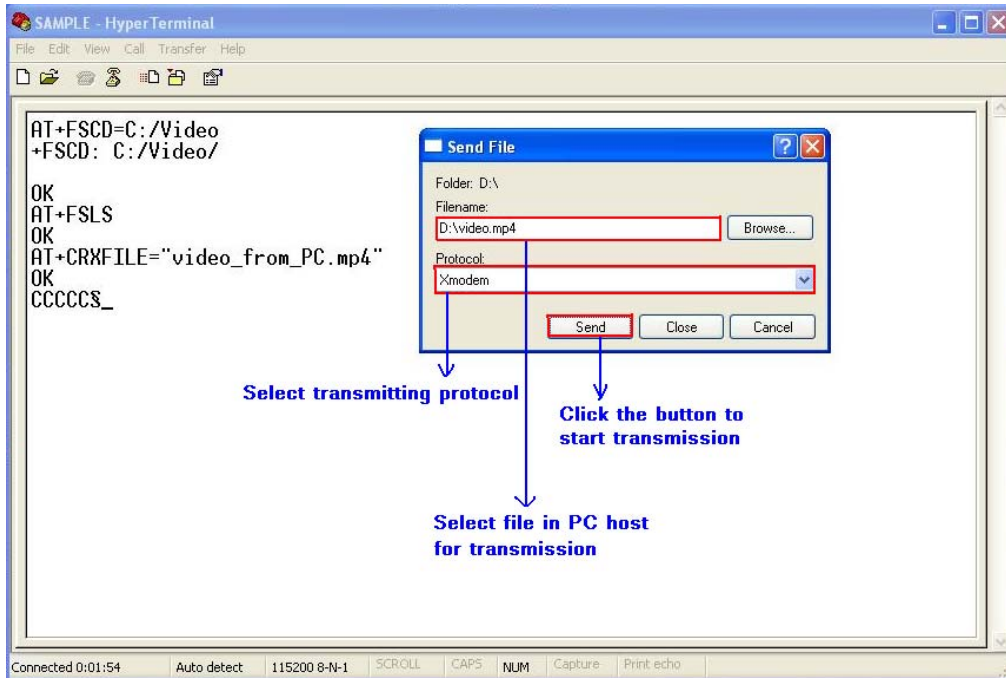 SAMPLE - HyperTerminal
File Edit View Call Transfer Help
AT+FSCD=C:/Video
+FSCD: C:/Video/
OK
AT+FSLS
OK
AT+CRXFILE="video_from_PC.mp4"
OK
CCCCC§_
Send File
Folder: D:\
Filename:
D:\video.mp4
Browse...
Protocol:
Xmodem
Send Close Cancel
Select transmitting protocol
Click the button to
start transmission
Select file in PC host
for transmission
Connected 0:01:54 Auto detect 115200 8-N-1 SCROLL CAPS NUM Capture Print echo